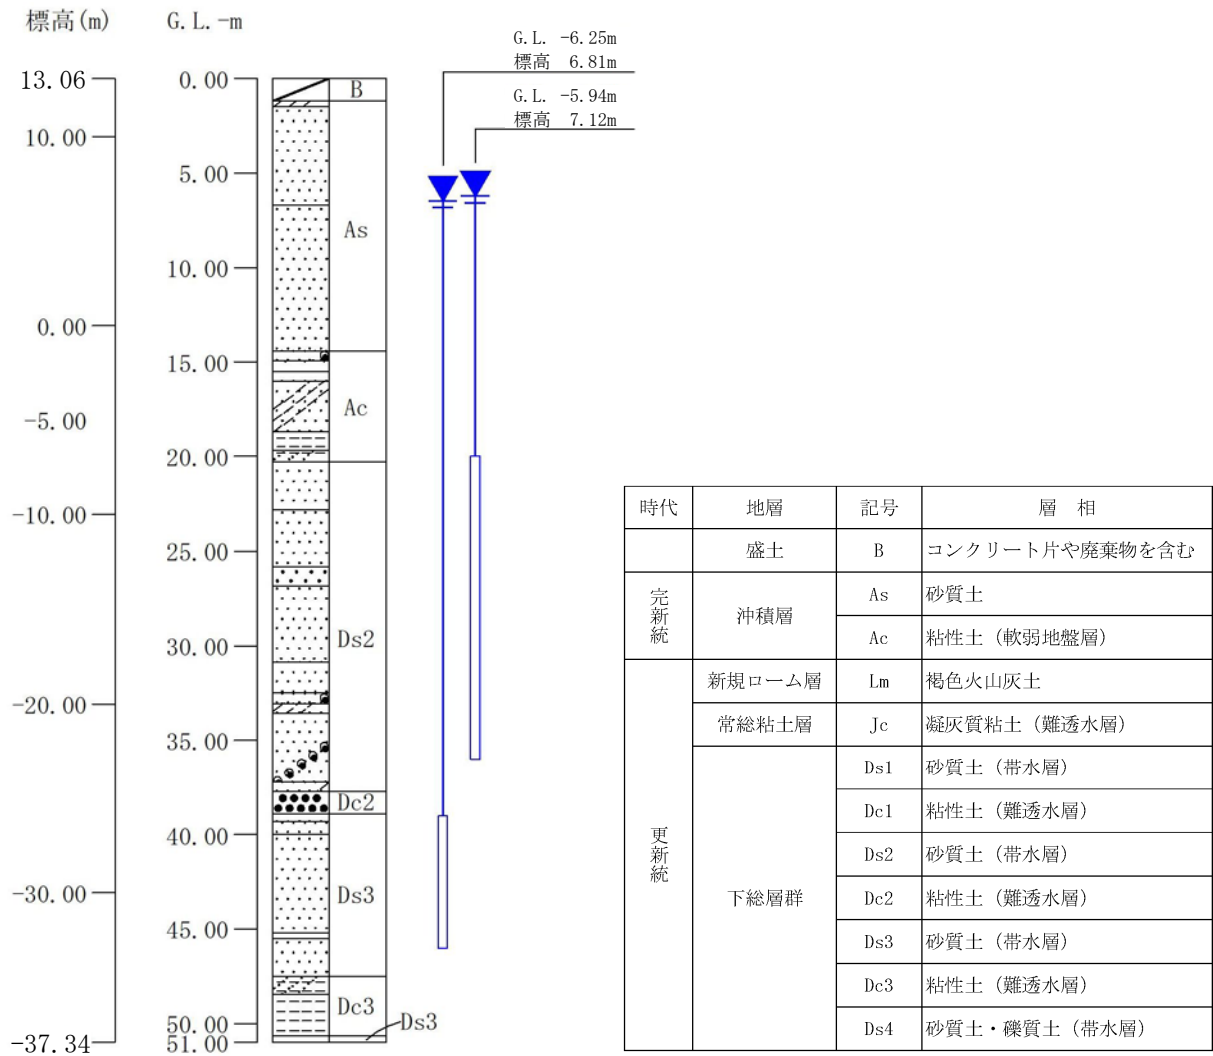 標高(m)
G.L.-m
G.L. -6.25m
標高 6.81m
G.L. -5.94m
標高 7.12m
13.06
10.00
0.00
-5.00
-10.00
-20.00
-30.00
-37.34
0.00
5.00
10.00
15.00
20.00
25.00
30.00
35.00
40.00
45.00
50.00
51.00
B
As
Ac
Ds2
Dc2
Ds3
Dc3
Ds3
時代 地層 記号 層 相
盛土 B コンクリート片や廃棄物を含む
完新統 沖積層 As 砂質土
Ac 粘性土（軟弱地盤層）
更新統 新規ローム層 Lm 褐色火山灰土
常総粘土層 Jc 凝灰質粘土（難透水層）
下総層群 Ds1 砂質土（帯水層）
Dc1 粘性土（難透水層）
Ds2 砂質土（帯水層）
Dc2 粘性土（難透水層）
Ds3 砂質土（帯水層）
Dc3 粘性土（難透水層）
Ds4 砂質土・礫質土（帯水層）